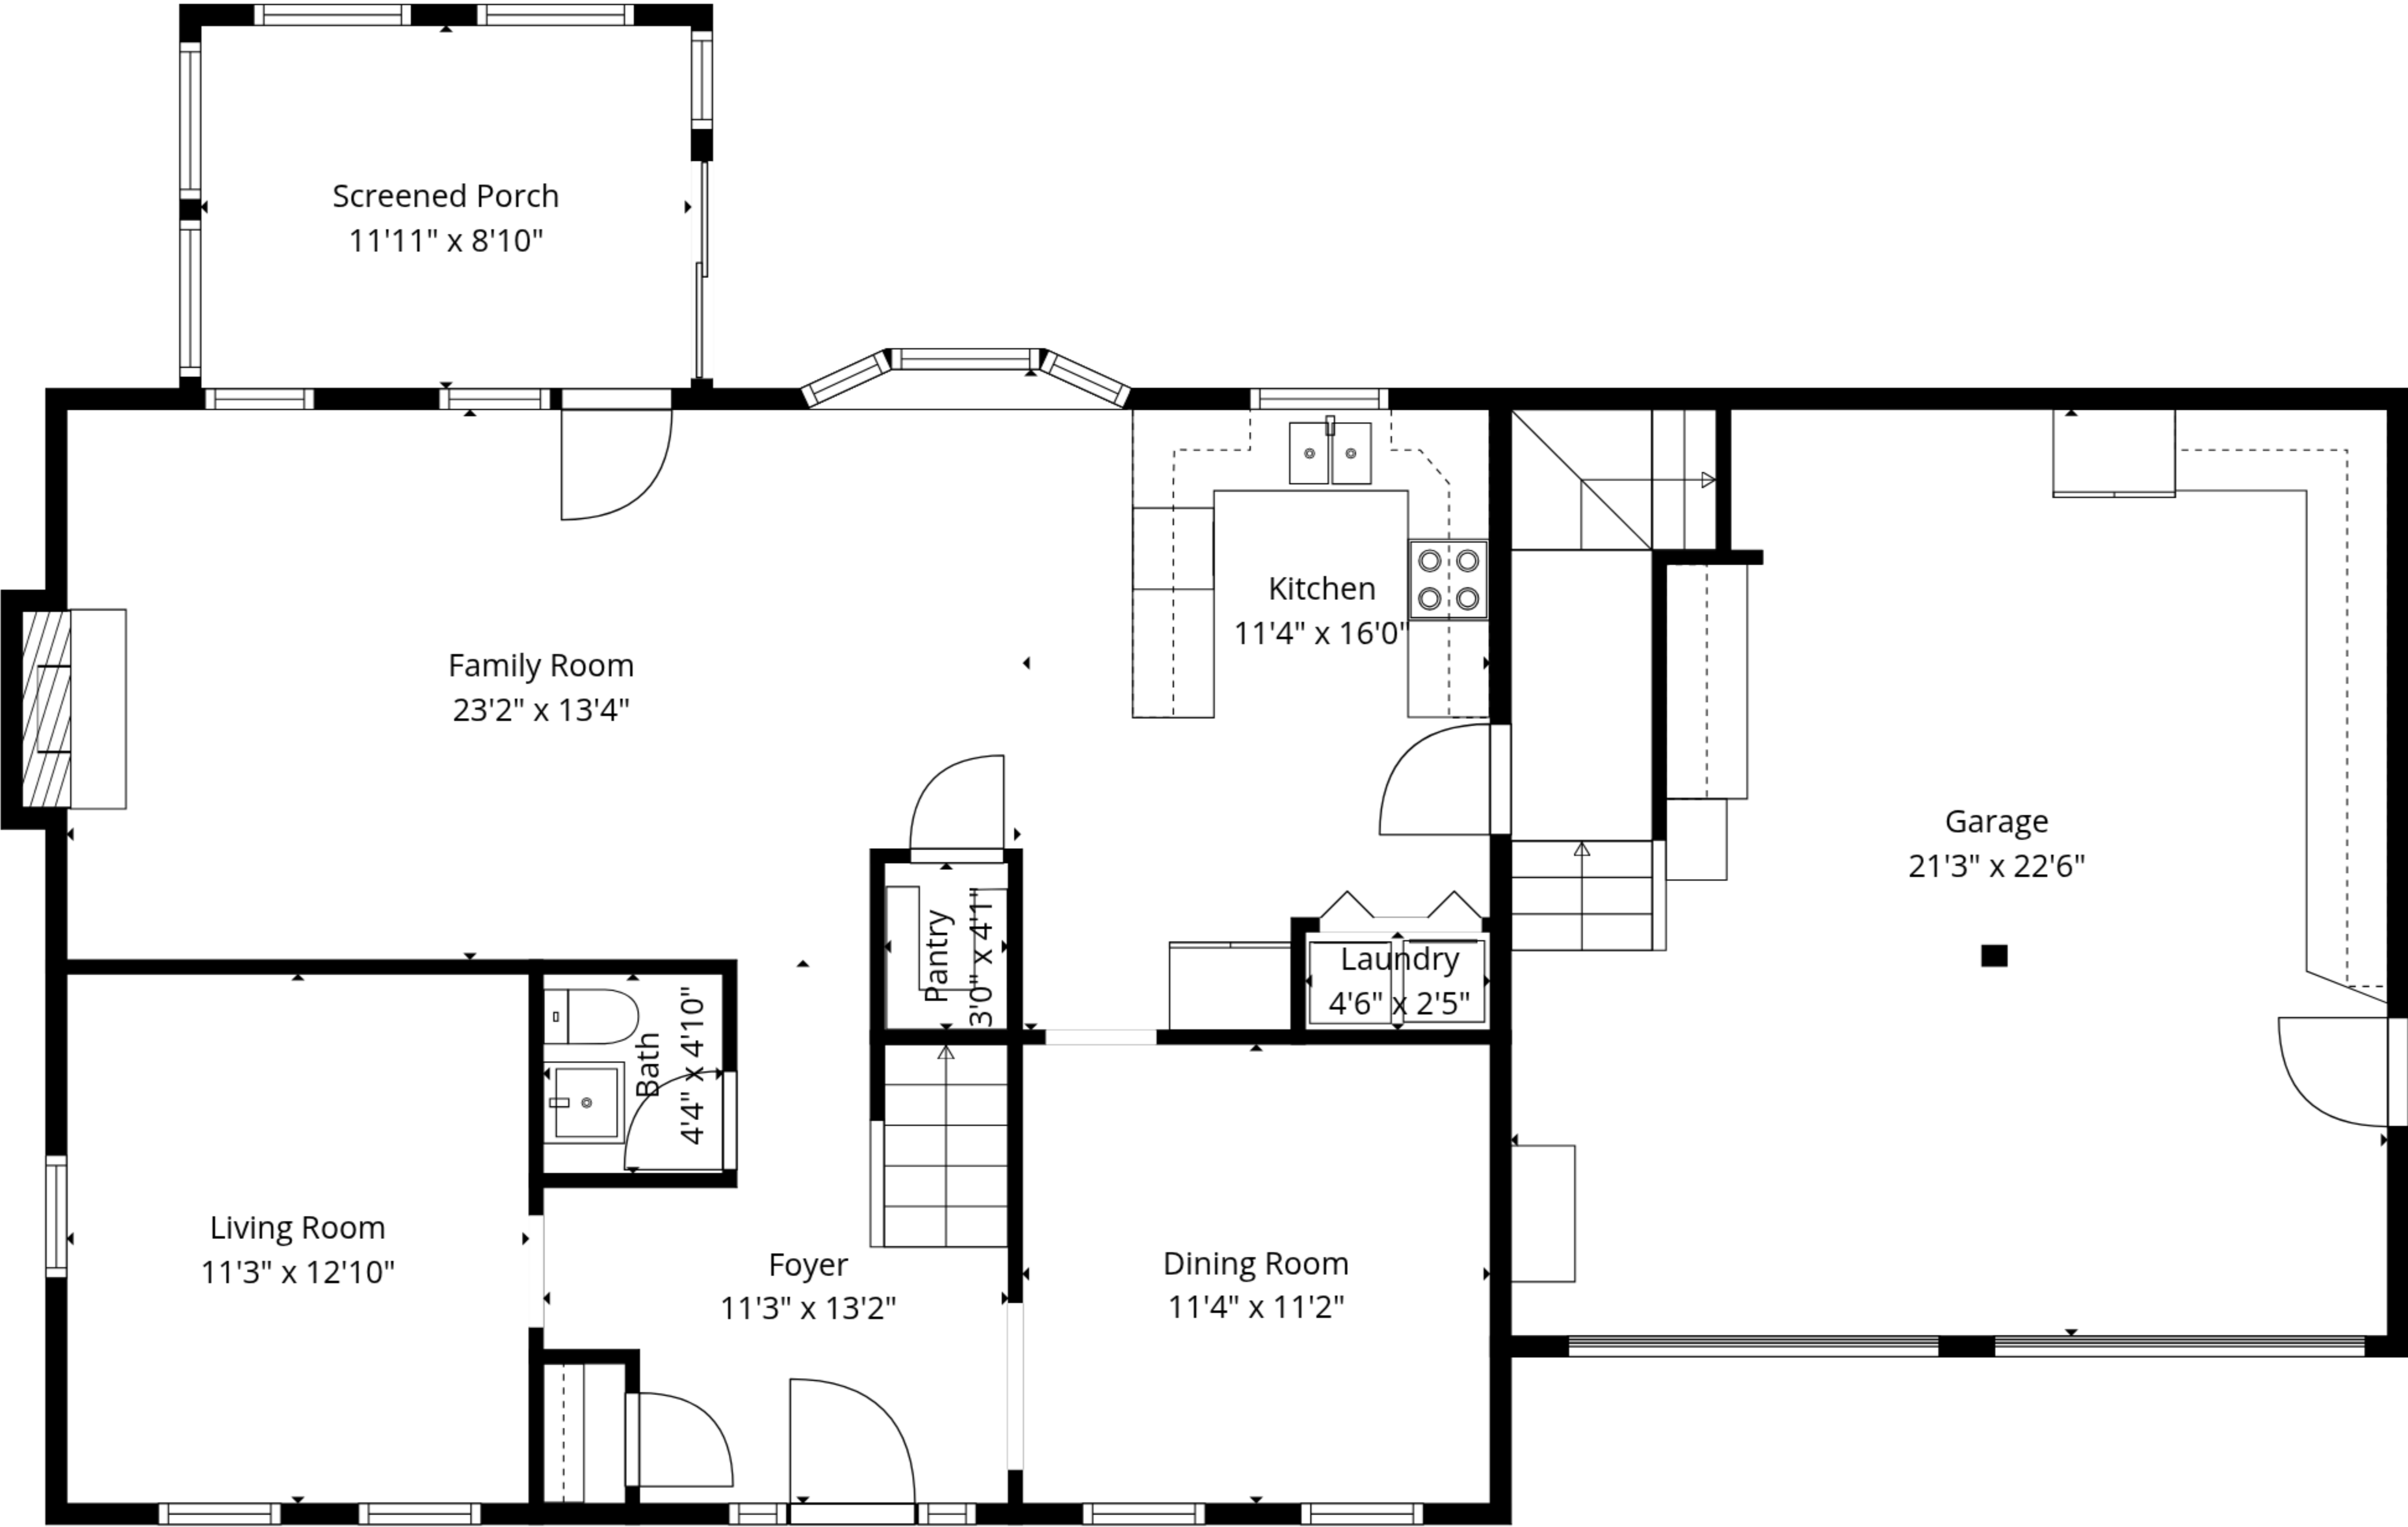 Screened Porch
11'11" x 8'10"
Kitchen
11'4" x 16'0"
Family Room
23'2" x 13'4"
Garage
21'3" x 22'6"
Pantry
3'0" x 4'1"
Laundry
4'6" x 2'5"
Bath
4'4" x 4'10"
Living Room
11'3" x 12'10"
Foyer
11'3" x 13'2"
Dining Room
11'4" x 11'2"